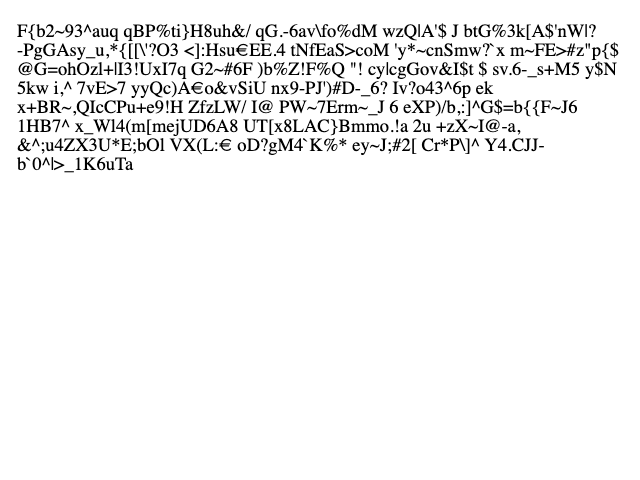 F{b2~93^auq qBP%ti}H8uh&/ qG.-6av\fo%dM wzQ|A'$ J btG%3k[A$'nW|?
-PgGAsy_u,*{[[\'?O3 <]:Hsu€EE.4 tNfEaS>coM 'y*~cnSmw?`x m~FE>#z"p{$
@G=ohOzl+|I3!UxI7q G2~#6F )b%Z!F%Q "! cy|cgGov&I$t $ sv.6-_s+M5 y$N
5kw i,^ 7vE>7 yyQc)A€o&vSiU nx9-PJ')#D-_6? Iv?o43^6p ek
x+BR~,QIcCPu+e9!H ZfzLW/ I@ PW~7Erm~_J 6 eXP)/b,:]^G$=b{{F~J6
1HB7^ x_Wl4(m[mejUD6A8 UT[x8LAC}Bmmo.!a 2u +zX~I@-a,
&^;u4ZX3U*E;bOl VX(L:€ oD?gM4`K%* ey~J;#2[ Cr*P\]^ Y4.CJJ-
b`0^|>_1K6uTa